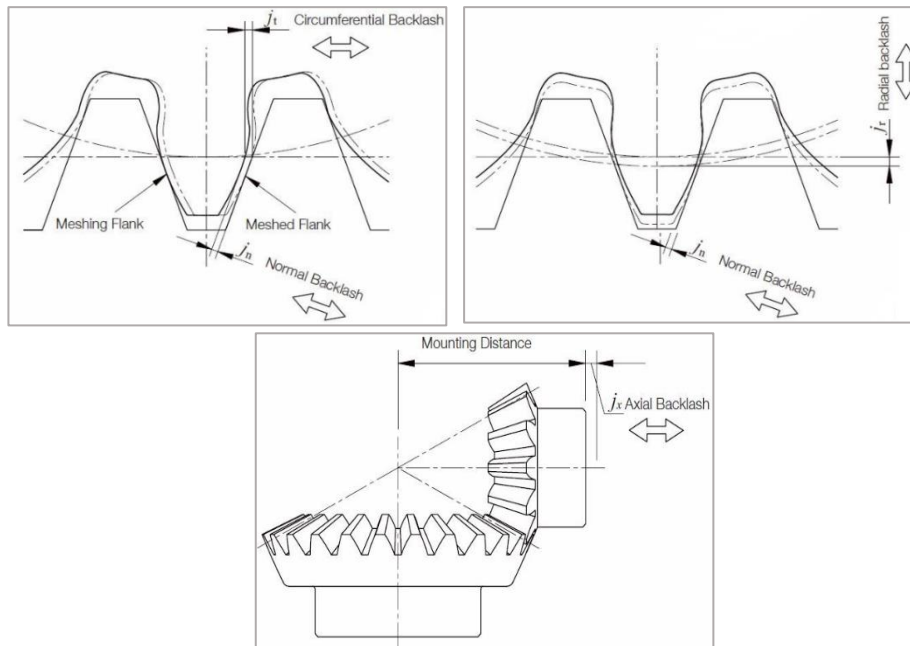 jt Circumferential Backlash
Meshing Flank
Meshed Flank
jn
Normal Backlash
Radial backlash
jr
jn
Normal Backlash
Mounting Distance
jx Axial Backlash